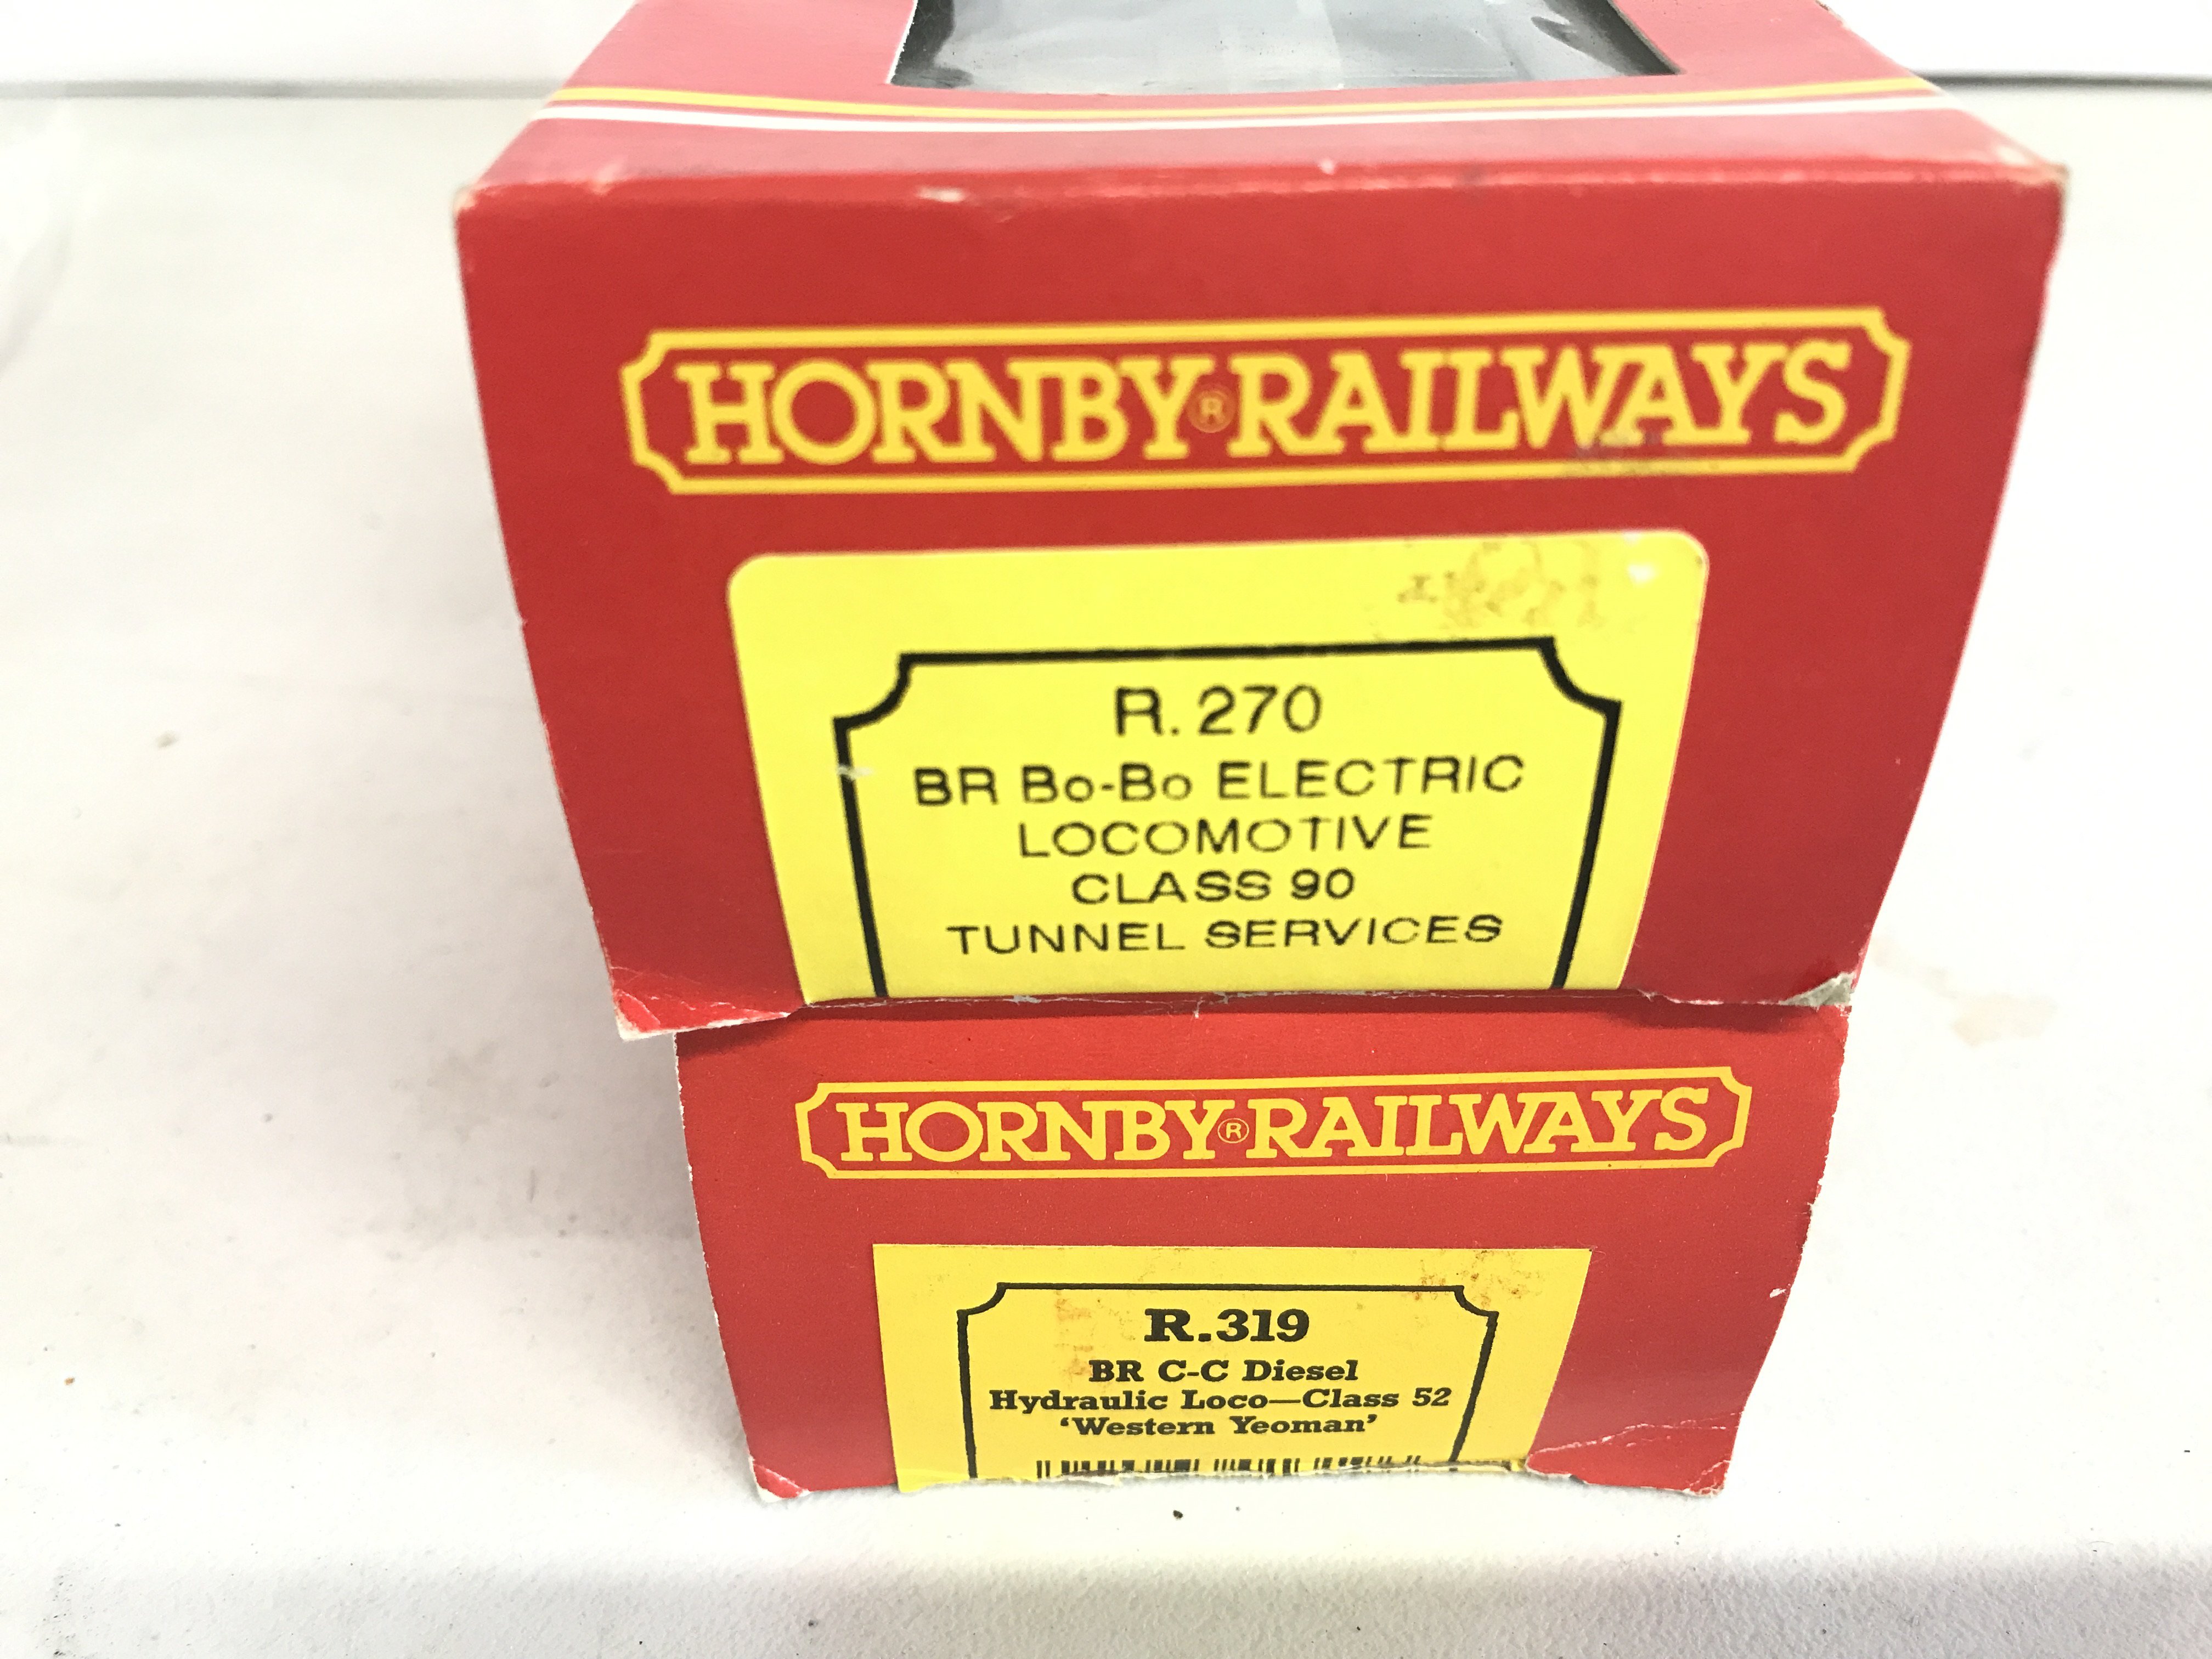 HORNBY® RAILWAYS
R. 270
BR Bo-Bo ELECTRIC
LOCOMOTIVE
CLASS 90
TUNNEL SERVICES
HORNBY® RAILWAYS
R.319
BR C-C Diesel
Hydraulic Loco—Class 52
‘Western Yeoman’